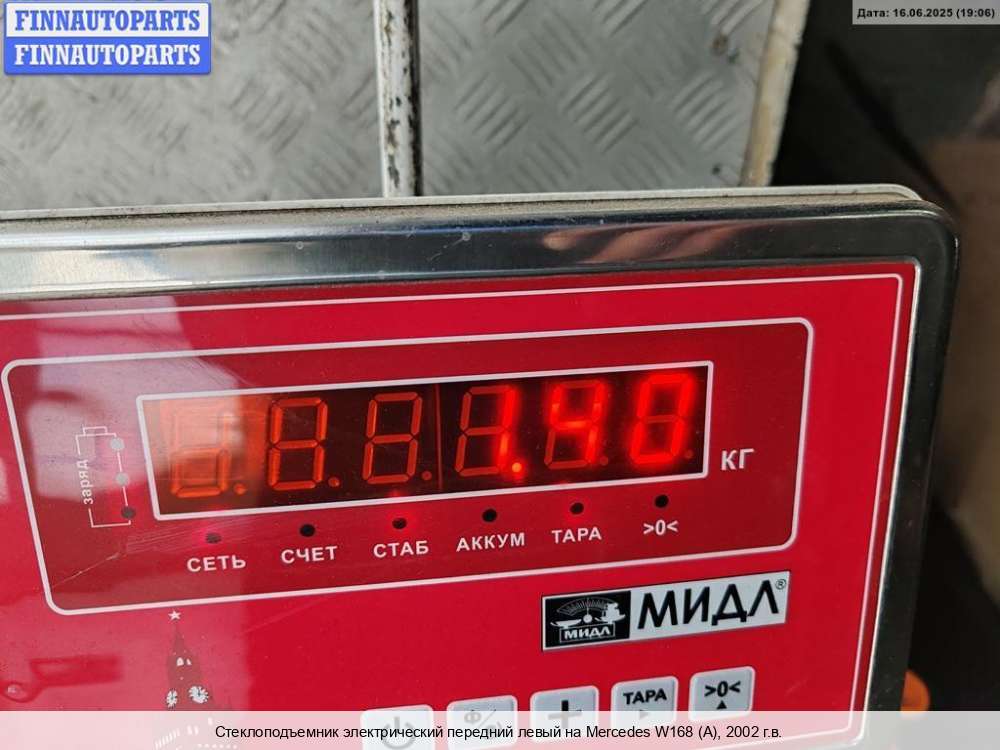 FINNAUTOPARTS
FINNAUTOPARTS
Дата: 16.06.2025 (19:06)
1.40
КГ
заряд
СЕТЬ
СЧЕТ
СТАБ
АККУМ
ТАРА
>0<
МИДЛ
МИДЛ®
ТАРА
>0<
Стеклоподъемник электрический передний левый на Mercedes W168 (A), 2002 г.в.